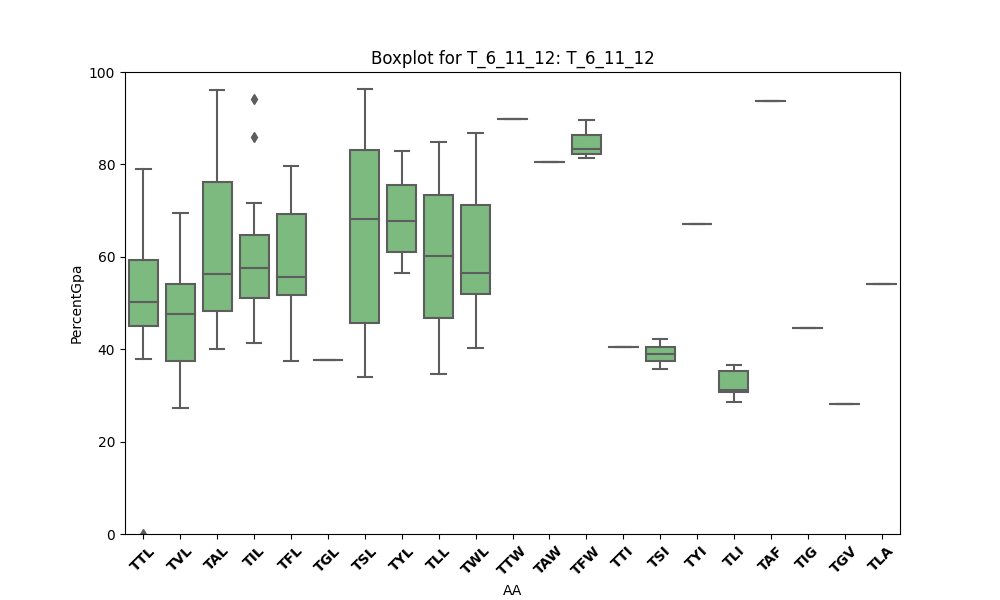 Boxplot for T_6_11_12: T_6_11_12
100
80
60
40
20
0
PercentGpa
TTL TVL TAL TIL TFL TGL TSL TYL TLL TWL TTW TAW TFW TTI TSI TYI TLI TAF TIG TGV TLA
AA